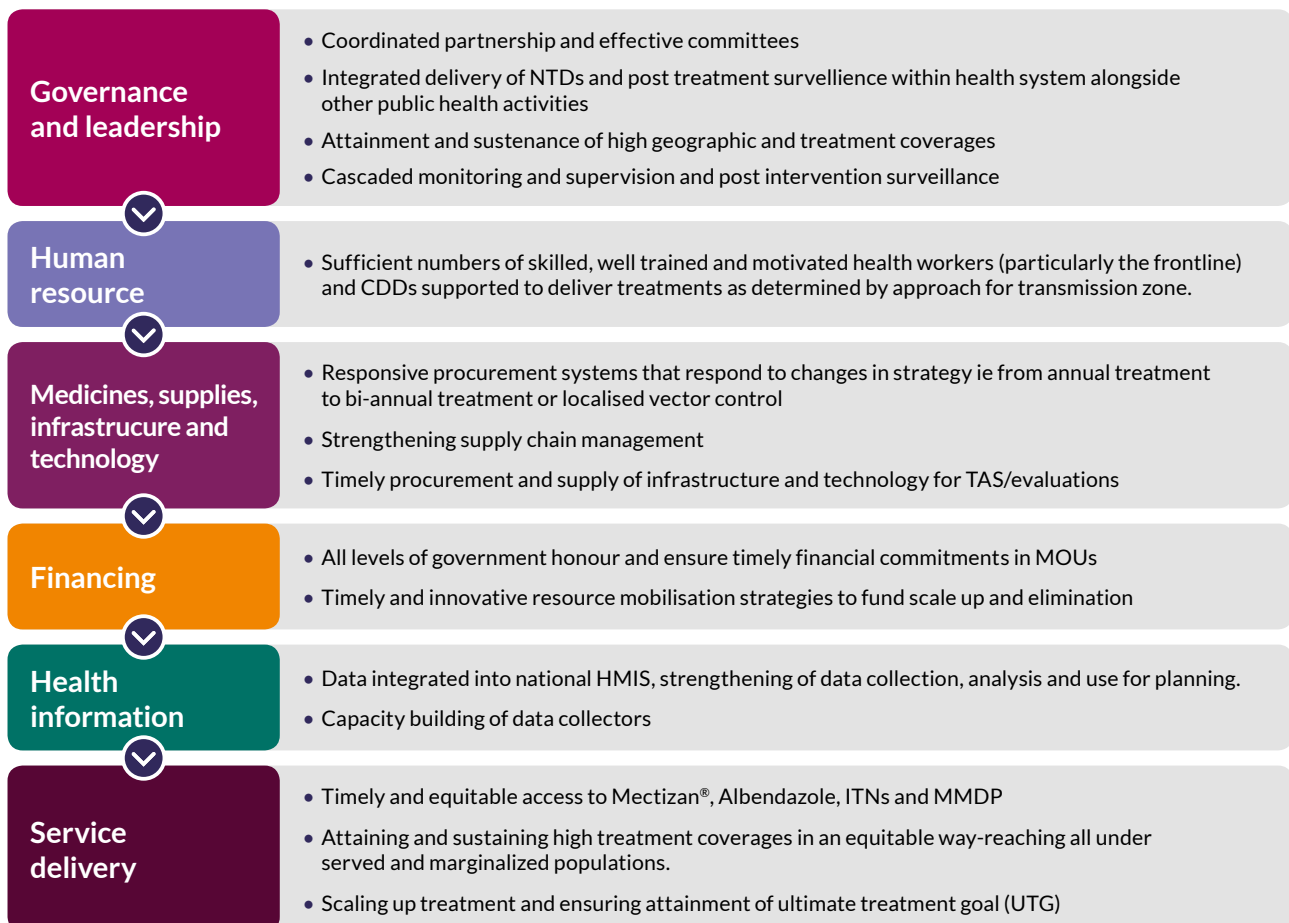 Governance
and leadership
• Coordinated partnership and effective committees
• Integrated delivery of NTDs and post treatment survellience within health system alongside
other public health activities
• Attainment and sustenance of high geographic and treatment coverages
• Cascaded monitoring and supervision and post intervention surveillance
Human
resource
• Sufficient numbers of skilled, well trained and motivated health workers (particularly the frontline)
and CDDs supported to deliver treatments as determined by approach for transmission zone.
Medicines, supplies,
infrastrucure and
technology
• Responsive procurement systems that respond to changes in strategy ie from annual treatment
to bi-annual treatment or localised vector control
• Strengthening supply chain management
• Timely procurement and supply of infrastructure and technology for TAS/evaluations
Financing
• All levels of government honour and ensure timely financial commitments in MOUs
• Timely and innovative resource mobilisation strategies to fund scale up and elimination
Health
information
• Data integrated into national HMIS, strengthening of data collection, analysis and use for planning.
• Capacity building of data collectors
Service
delivery
• Timely and equitable access to Mectizan®, Albendazole, ITNs and MMDP
• Attaining and sustaining high treatment coverages in an equitable way-reaching all under
served and marginalized populations.
• Scaling up treatment and ensuring attainment of ultimate treatment goal (UTG)